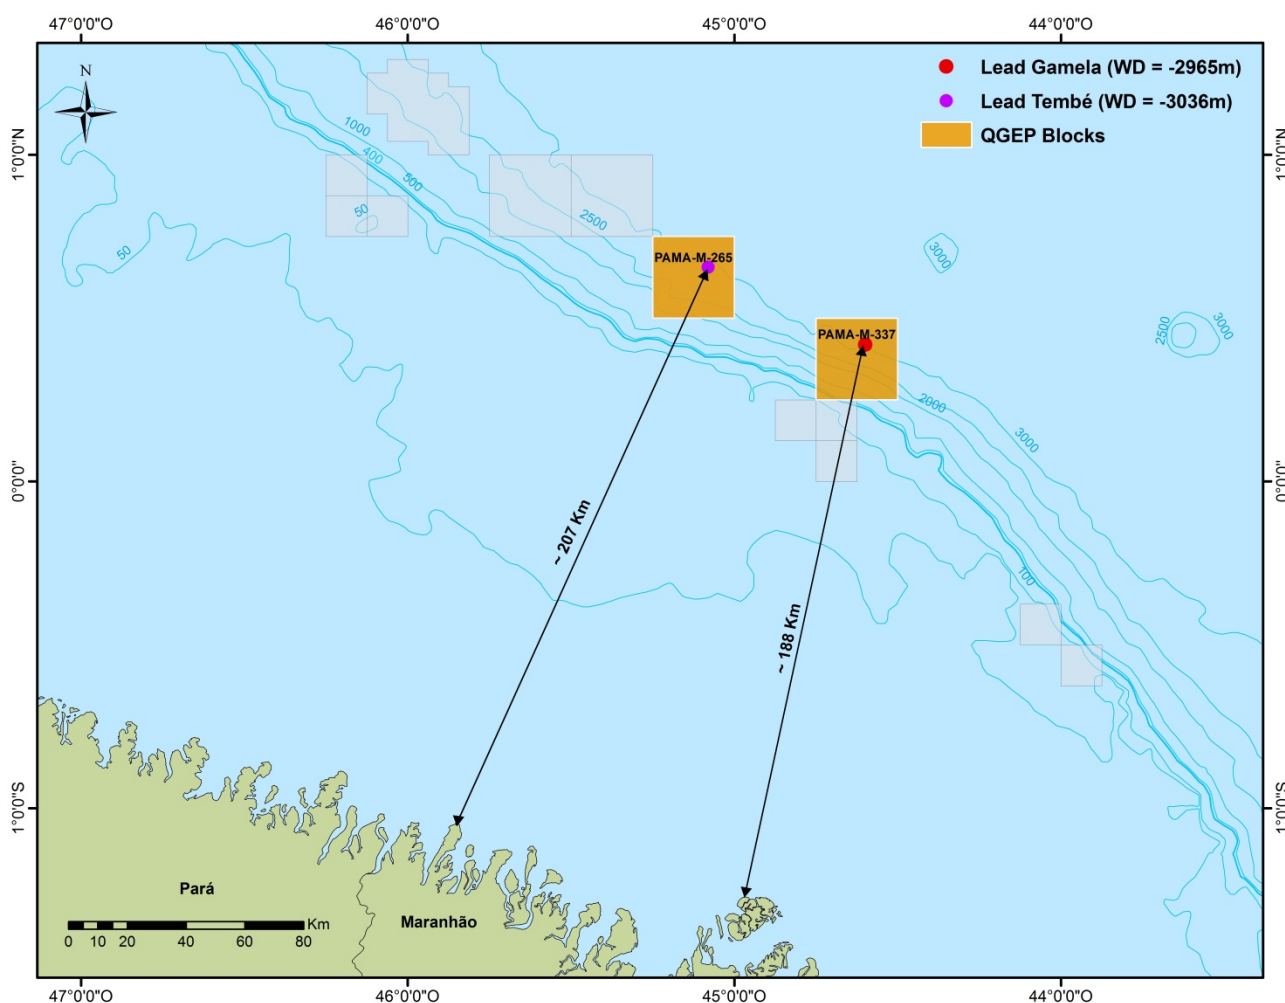 47°0'0"O 46°0'0"O 45°0'0"O 44°0'0"O
N
Lead Gamela (WD = -2965m)
Lead Tembé (WD = -3036m)
QGEP Blocks
1°0'0"N
1°0'0"N
1000
400
500
50
50
2500
3000
2500
3000
PAMA-M-265
PAMA-M-337
2000
3000
0°0'0"
0°0'0"
~ 207 Km
~ 188 Km
100
1°0'0"S
1°0'0"S
Pará
Maranhão
Km
0 10 20 40 60 80
47°0'0"O 46°0'0"O 45°0'0"O 44°0'0"O